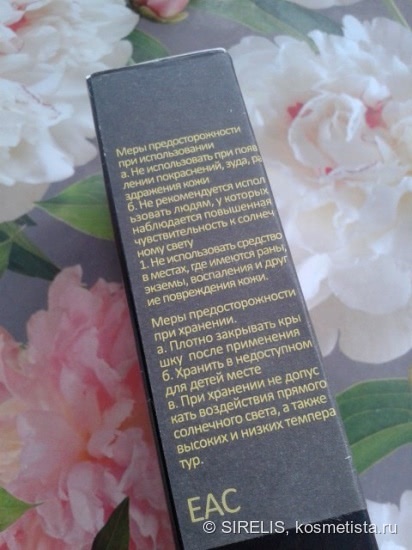 Меры предосторожности
при использовании
а. Не использовать при появ
лении покраснений, зуда, ра
здражения кожи
б. Не рекомендуется испол
ьзовать людям, у которых
наблюдается повышенная
чувствительность к солнеч
ному свету
1. Не использовать средство
в местах, где имеются раны,
экземы, воспаления и друг
ие повреждения кожи.
Меры предосторожности
при хранении.
а. Плотно закрывать кры
шку после применения
б. Хранить в недоступном
для детей месте
в. При хранении не допус
кать воздействия прямого
солнечного света, а также
высоких и низких темпера
тур.
EAC
© SIRELIS, kosmetista.ru